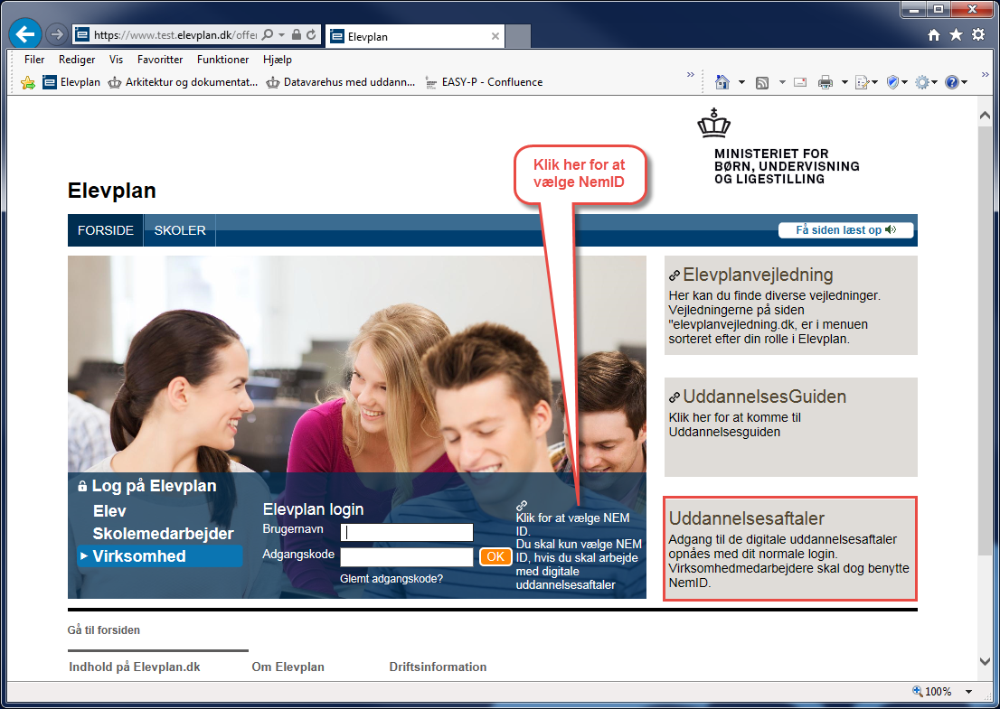 https://www.test.elevplan.dk/offe
Elevplan
Filer Rediger Vis Favoritter Funktioner Hjælp
Elevplan Arkitektur og dokumentat... Datavarehus med uddann... EASY-P - Confluence
MINISTERIET FOR
BØRN, UNDERVISNING
OG LIGESTILLING
Klik her for at
vælge NemID
Elevplan
FORSIDE SKOLER
Få siden læst op
Elevplanvejledning
Her kan du finde diverse vejledninger.
Vejledningerne på siden
"elevplanvejledning.dk, er i menuen
sorteret efter din rolle i Elevplan.
UddannelsesGuiden
Klik her for at komme til
Uddannelsesguiden
Log på Elevplan
Elev
Skolemedarbejder
Virksomhed
Elevplan login
Brugernavn
Adgangskode
OK
Glemt adgangskode?
Klik for at vælge NEM
ID.
Du skal kun vælge NEM
ID, hvis du skal arbejde
med digitale
uddannelsesaftaler
Uddannelsesaftaler
Adgang til de digitale uddannelsesaftaler
opnåes med dit normale login.
Virksomhedmedarbejdere skal dog benytte
NemID.
Gå til forsiden
Indhold på Elevplan.dk Om Elevplan Driftsinformation
100%